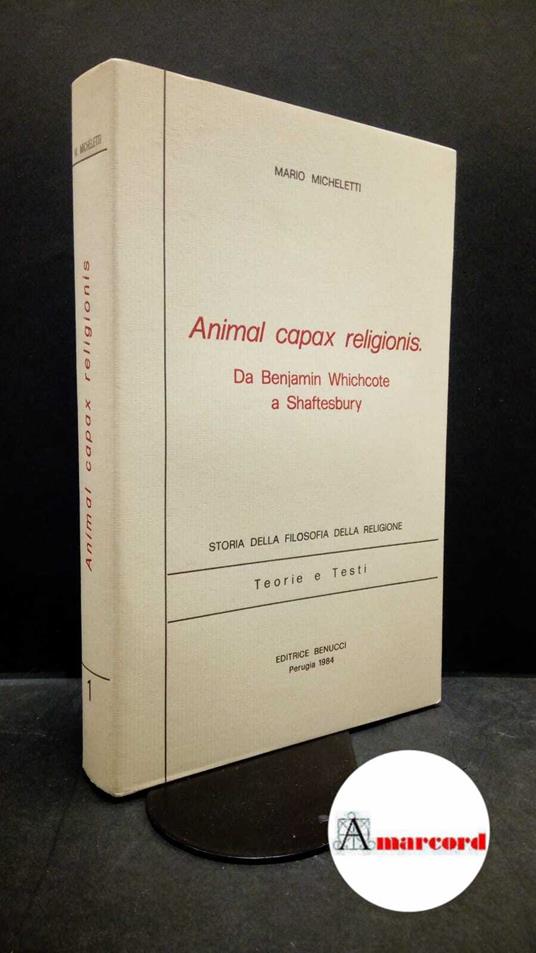 M. MICHELETTI
Animal capax religionis
1
MARIO MICHELETTI
Animal capax religionis.
Da Benjamin Whichcote
a Shaftesbury
STORIA DELLA FILOSOFIA DELLA RELIGIONE
Teorie e Testi
EDITRICE BENUCCI
Perugia 1984
Amarcord